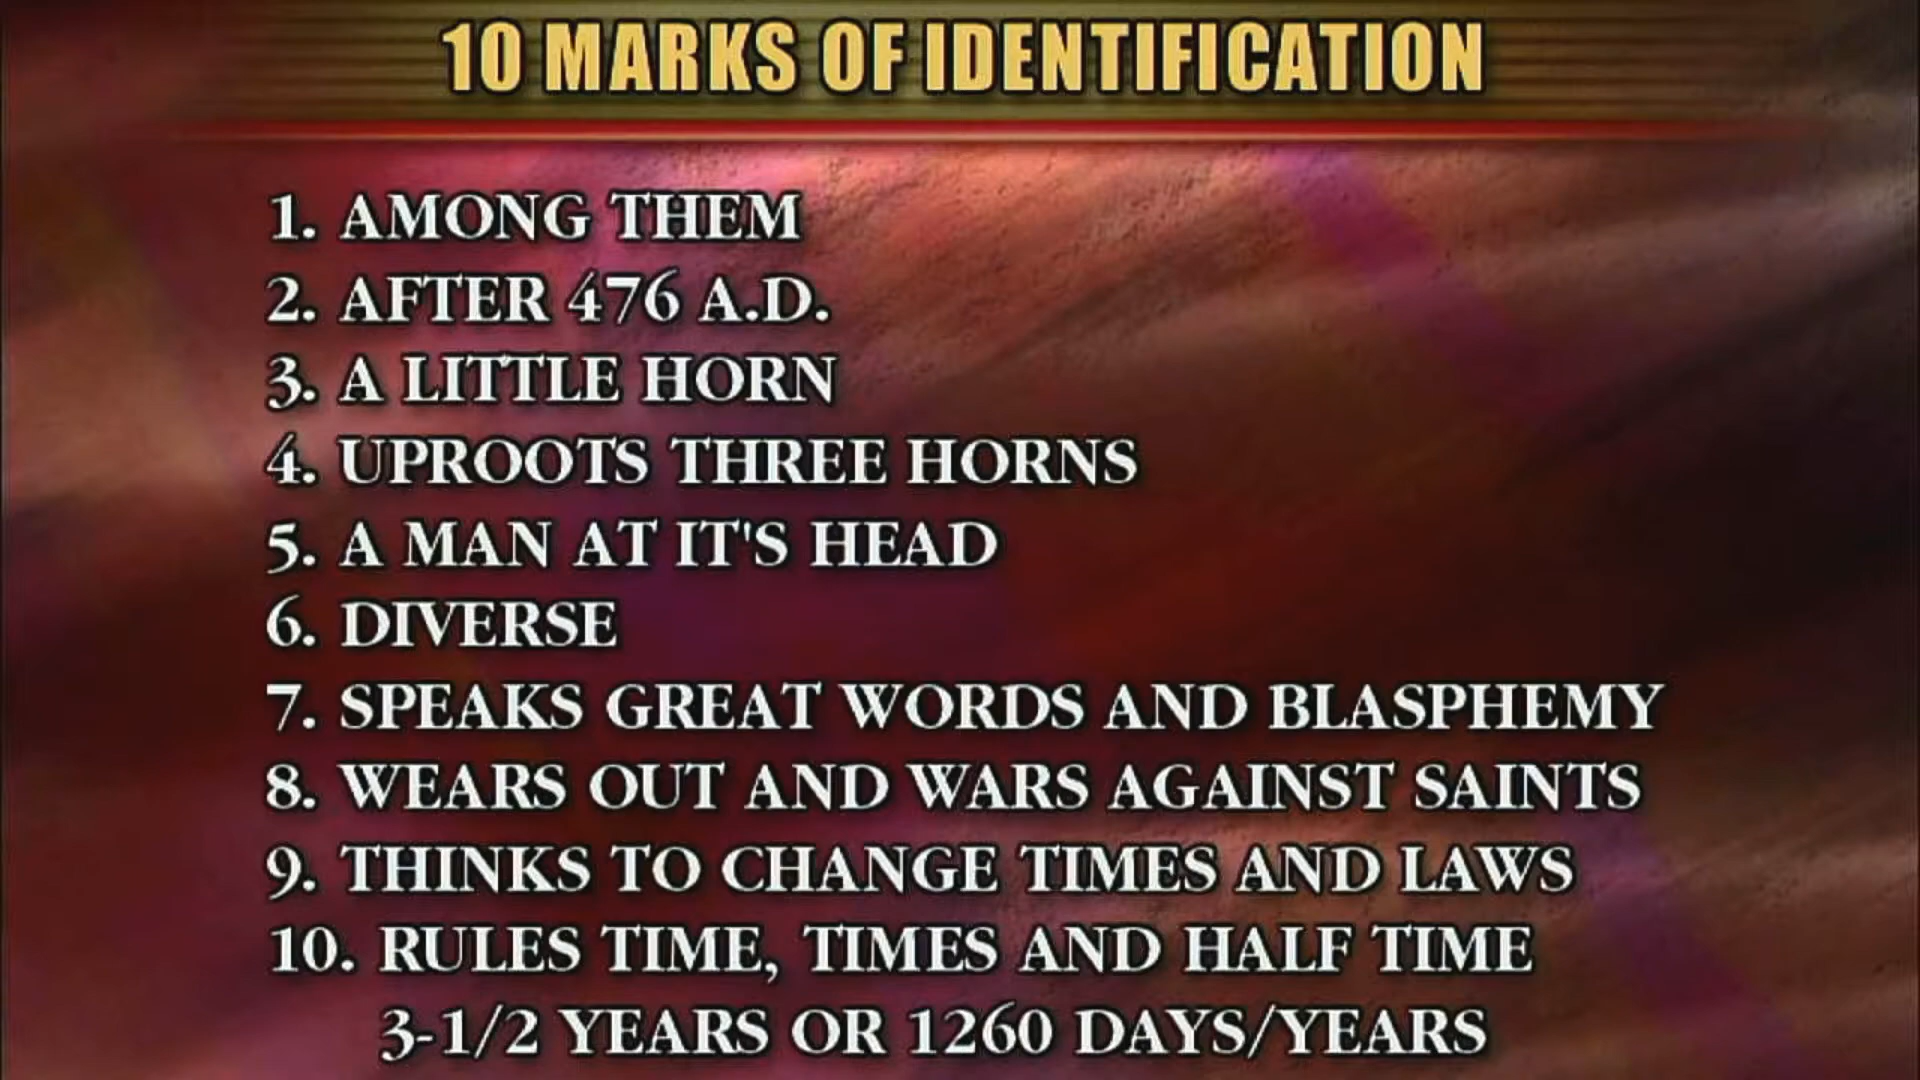 10 MARKS OF IDENTIFICATION
1. AMONG THEM
2. AFTER 476 A.D.
3. A LITTLE HORN
4. UPROOTS THREE HORNS
5. A MAN AT IT'S HEAD
6. DIVERSE
7. SPEAKS GREAT WORDS AND BLASPHEMY
8. WEARS OUT AND WARS AGAINST SAINTS
9. THINKS TO CHANGE TIMES AND LAWS
10. RULES TIME, TIMES AND HALF TIME
3-1/2 YEARS OR 1260 DAYS/YEARS